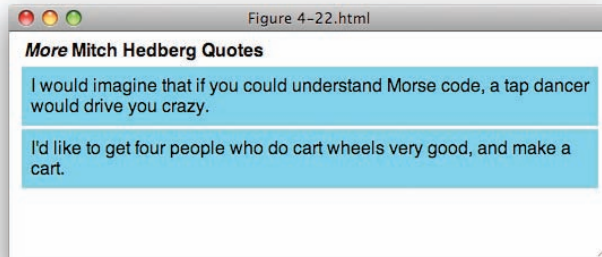 Figure 4-22.html
More Mitch Hedberg Quotes
I would imagine that if you could understand Morse code, a tap dancer
would drive you crazy.
I'd like to get four people who do cart wheels very good, and make a
cart.